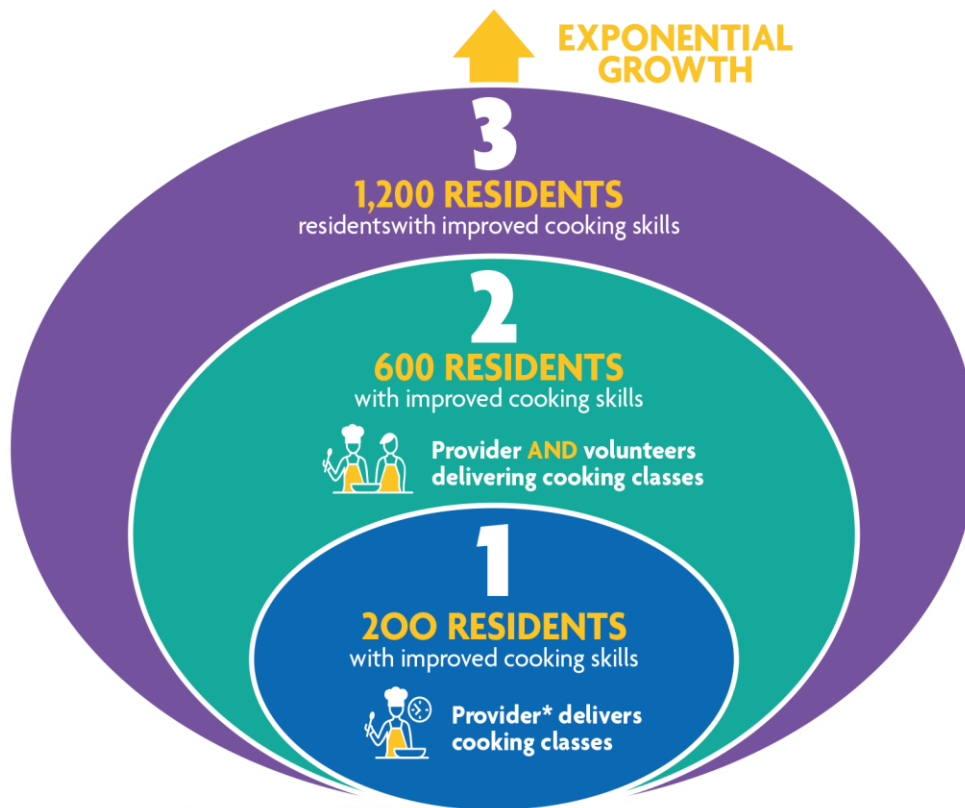 EXPONENTIAL
GROWTH
3
1,200 RESIDENTS
residentswith improved cooking skills
2
600 RESIDENTS
with improved cooking skills
Provider AND volunteers
delivering cooking classes
1
200 RESIDENTS
with improved cooking skills
Provider* delivers
cooking classes